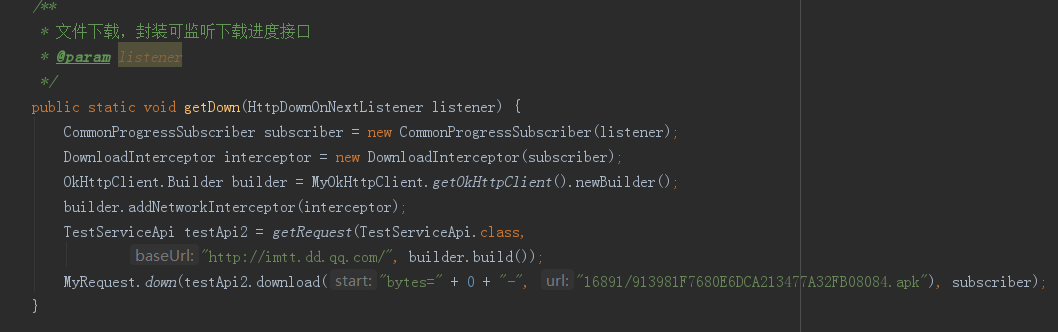 /**
* 文件下载，封装可监听下载进度接口
* @param listener
*/
public static void getDown(HttpDownOnNextListener listener) {
CommonProgressSubscriber subscriber = new CommonProgressSubscriber(listener);
DownloadInterceptor interceptor = new DownloadInterceptor(subscriber);
OkHttpClient.Builder builder = MyOkHttpClient.getOkHttpClient().newBuilder();
builder.addNetworkInterceptor(interceptor);
TestServiceApi testApi2 = getRequest(TestServiceApi.class,
baseUrl: "http://imtt.dd.qq.com/", builder.build());
MyRequest.down(testApi2.download( start: "bytes=" + 0 + "-", url: "16891/913981F7680E6DCA213477A32FB08084.apk"), subscriber);
}